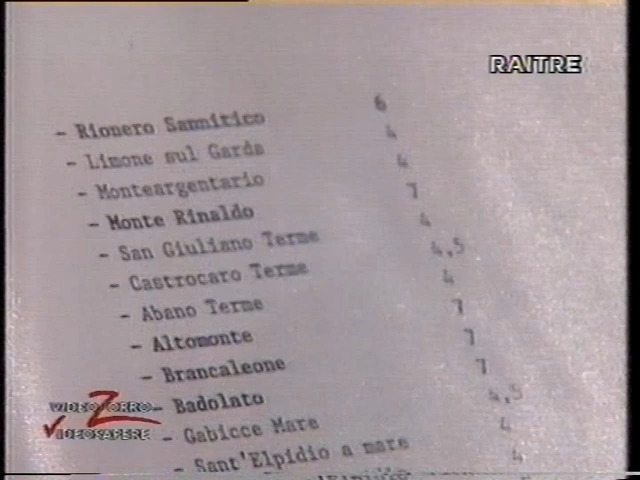 RAITRE
- Rionero Sannitico 6
- Limone sul Garda 4
- Monteargentario 4
- Monte Rinaldo 7
- San Giuliano Terme 4
- Castrocaro Terme 4,5
- Abano Terme 4
- Altomonte 7
- Brancaleone 7
- Badolato 7
- Gabicce Mare 4,5
- Sant'Elpidio a mare 4
4
VIDEOZORRO
VIDEOSAPERE